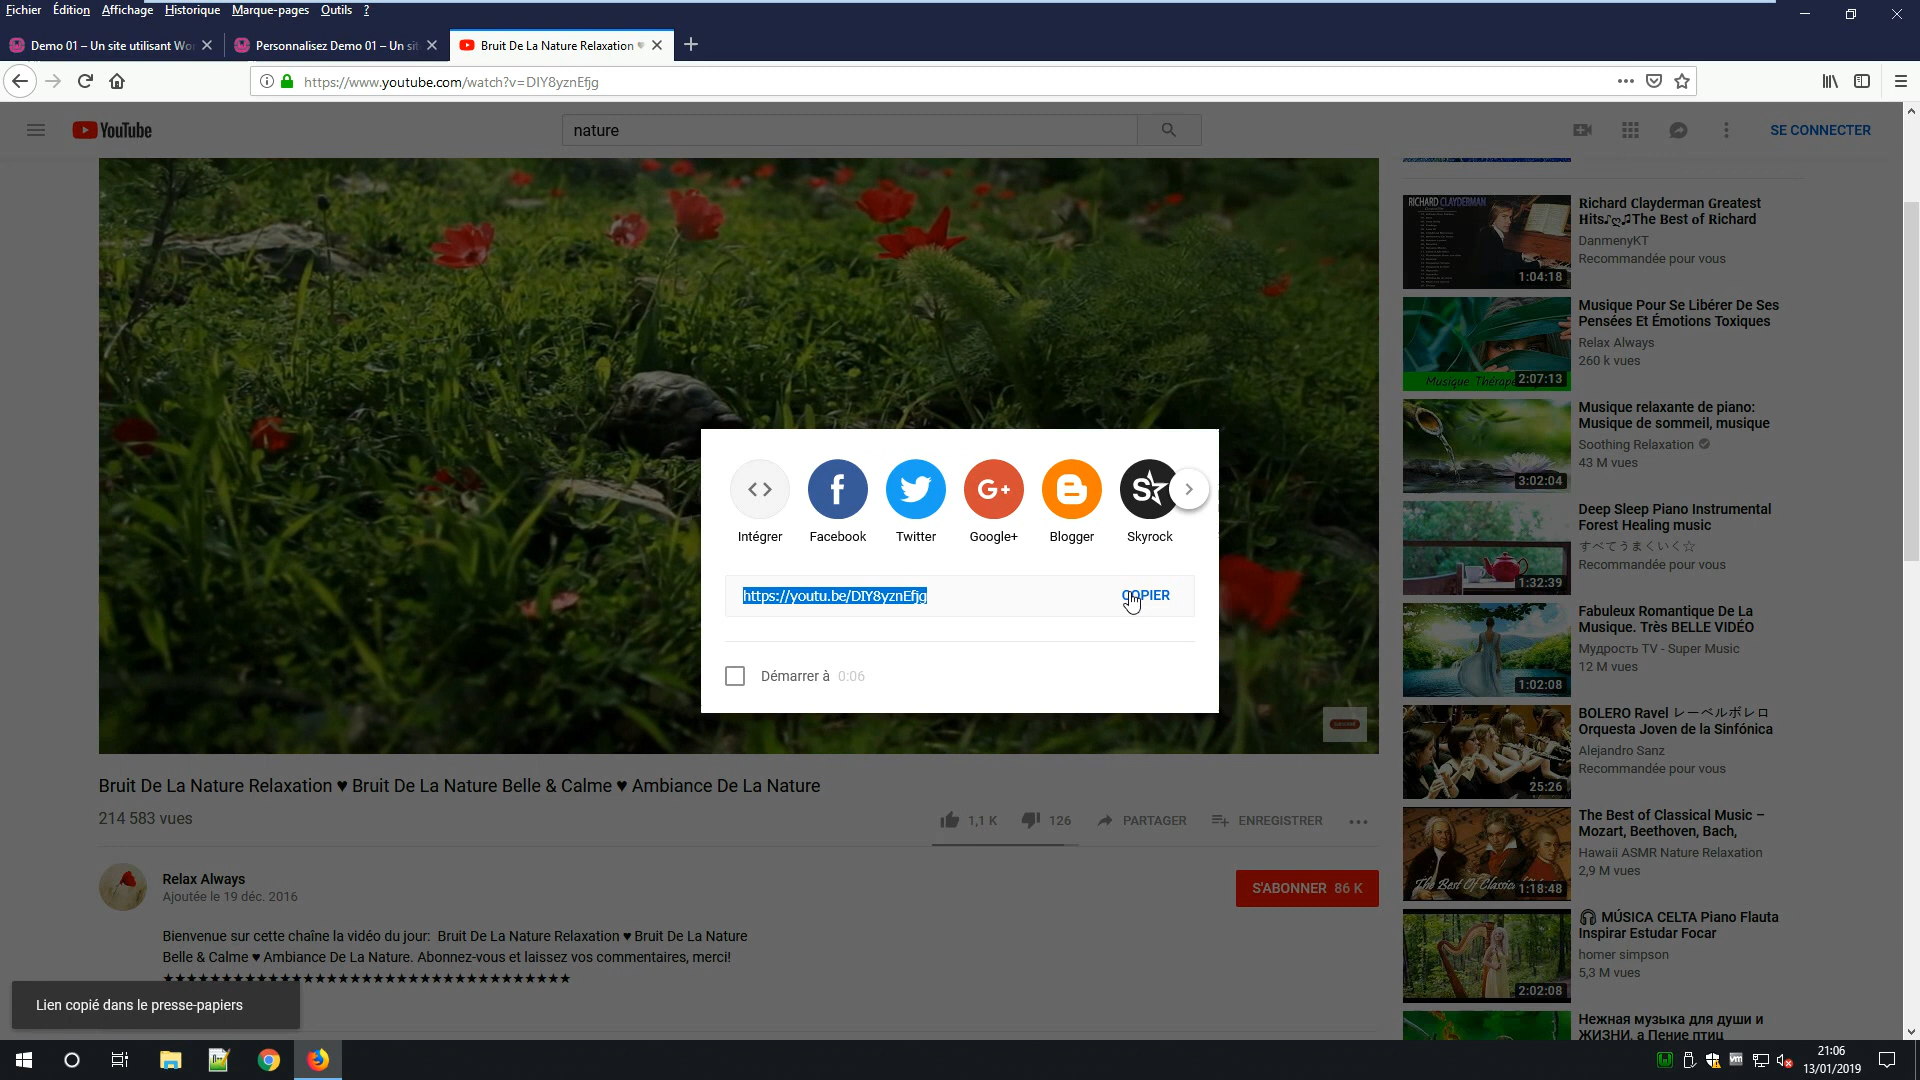 Fichier Édition Affichage Historique Marque-pages Outils ?
Demo 01 – Un site utilisant Wo
Personnalisez Demo 01 – Un sit
Bruit De La Nature Relaxation ♥
https://www.youtube.com/watch?v=DIY8yznEfjg
YouTube
nature
SE CONNECTER
RICHARD CLAYDERMAN
1:04:18
Richard Clayderman Greatest
Hits♪ღ♫The Best of Richard
DanmenyKT
Recommandée pour vous
2:07:13
Musique Pour Se Libérer De Ses
Pensées Et Émotions Toxiques
Relax Always
260 k vues
3:02:04
Musique relaxante de piano:
Musique de sommeil, musique
Soothing Relaxation
43 M vues
1:32:39
Deep Sleep Piano Instrumental
Forest Healing music
すべてうまくいく☆
Recommandée pour vous
1:02:08
Fabuleux Romantique De La
Musique. Très BELLE VIDÉO
Мудрость TV - Super Music
12 M vues
25:26
BOLERO Ravel レーベルボレロ
Orquesta Joven de la Sinfónica
Alejandro Sanz
Recommandée pour vous
The Best Of Classic
1:18:48
The Best of Classical Music –
Mozart, Beethoven, Bach,
Hawaii ASMR Nature Relaxation
2,9 M vues
2:02:08
🎧 MÚSICA CELTA Piano Flauta
Inspirar Estudar Focar
homer simpson
5,3 M vues
Нежная музыка для души и
ЖИЗНИ, а Пение птиц
Intégrer Facebook Twitter Google+ Blogger Skyrock
https://youtu.be/DIY8yznEfjg COPIER
Démarrer à 0:06
Bruit De La Nature Relaxation ♥ Bruit De La Nature Belle & Calme ♥ Ambiance De La Nature
214 583 vues
1,1 K 126 PARTAGER ENREGISTRER
Relax Always
Ajoutée le 19 déc. 2016
S'ABONNER 86 K
Bienvenue sur cette chaîne la vidéo du jour: Bruit De La Nature Relaxation ♥ Bruit De La Nature
Belle & Calme ♥ Ambiance De La Nature. Abonnez-vous et laissez vos commentaires, merci!
★★★★★★★★★★★★★★★★★★★★★★★★★★★★★★★★★★★
Lien copié dans le presse-papiers
21:06
13/01/2019